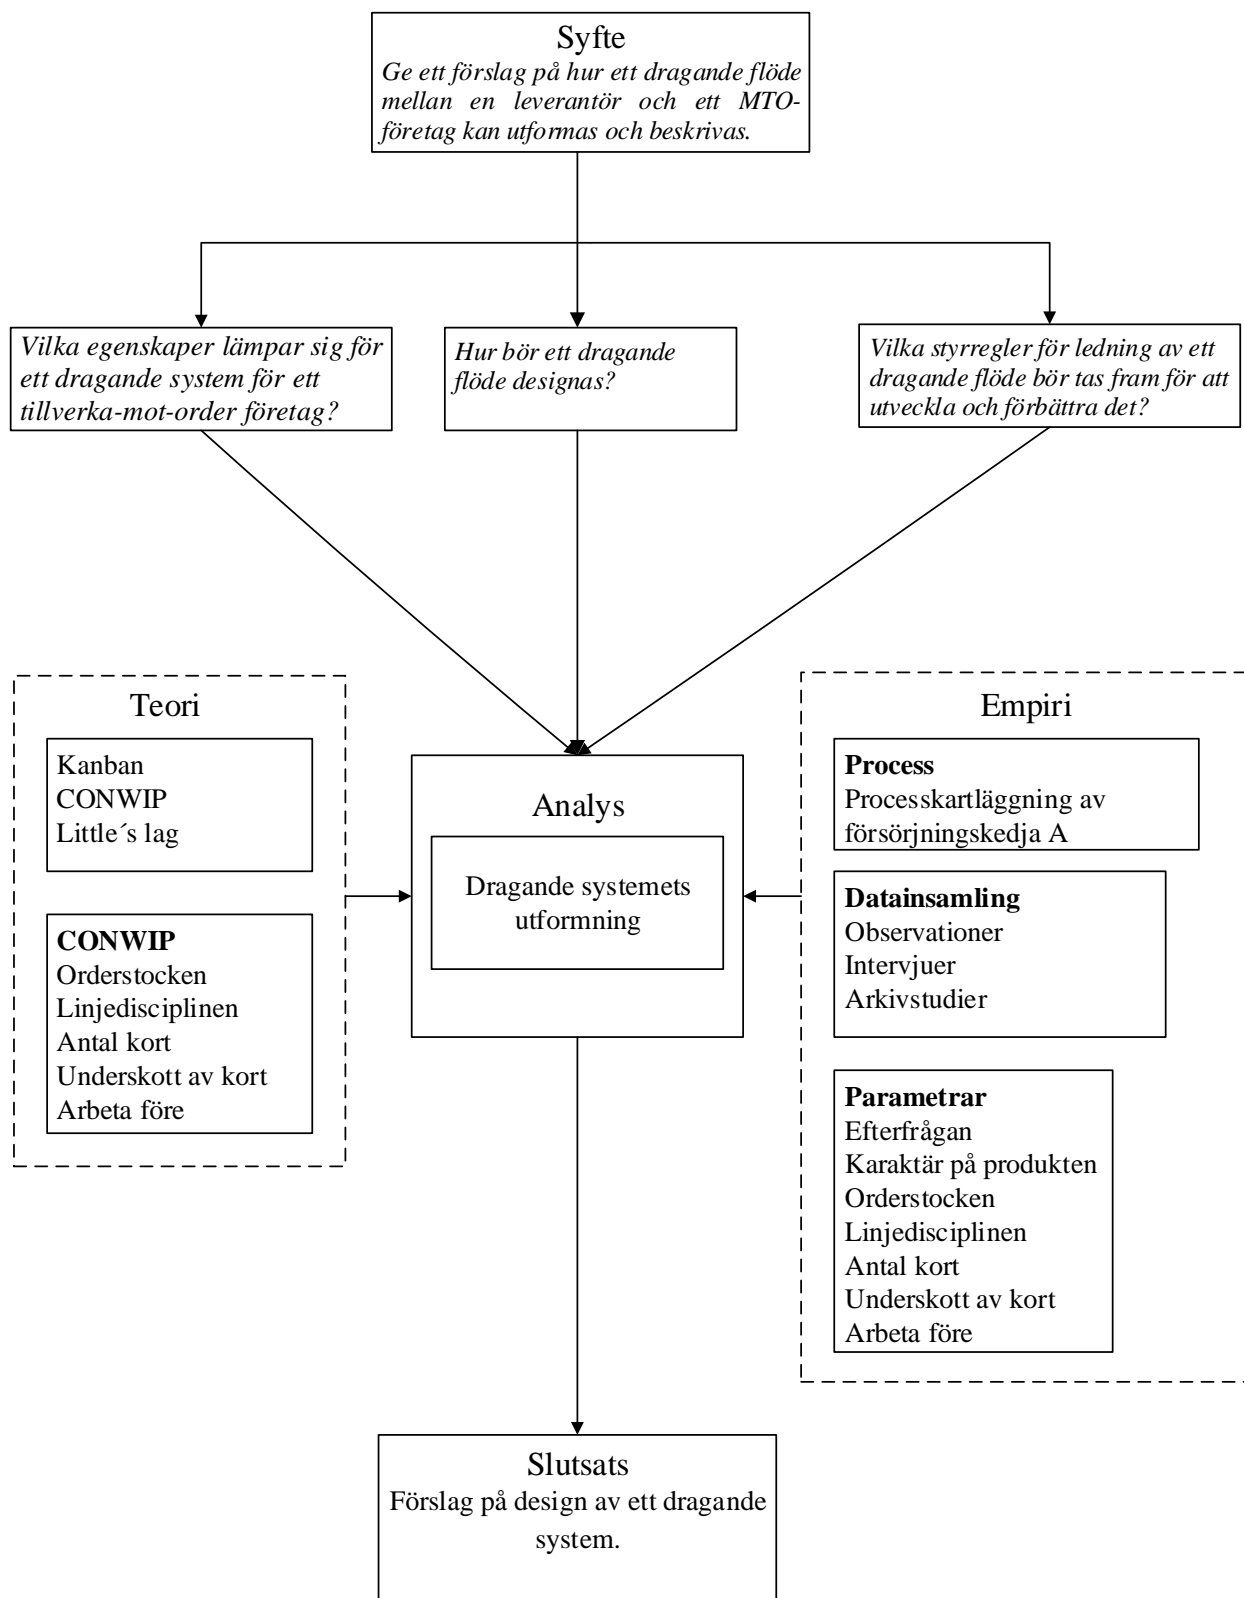 Syfte
Ge ett förslag på hur ett dragande flöde
mellan en leverantör och ett MTO-
företag kan utformas och beskrivas.
Vilka egenskaper lämpar sig för
ett dragande system för ett
tillverka-mot-order företag?
Hur bör ett dragande
flöde designas?
Vilka styrregler för ledning av ett
dragande flöde bör tas fram för att
utveckla och förbättra det?
Teori
Kanban
CONWIP
Little´s lag
CONWIP
Orderstocken
Linjedisciplinen
Antal kort
Underskott av kort
Arbeta före
Analys
Dragande systemets
utformning
Empiri
Process
Processkartläggning av
försörjningskedja A
Datainsamling
Observationer
Intervjuer
Arkivstudier
Parametrar
Efterfrågan
Karaktär på produkten
Orderstocken
Linjedisciplinen
Antal kort
Underskott av kort
Arbeta före
Slutsats
Förslag på design av ett dragande
system.